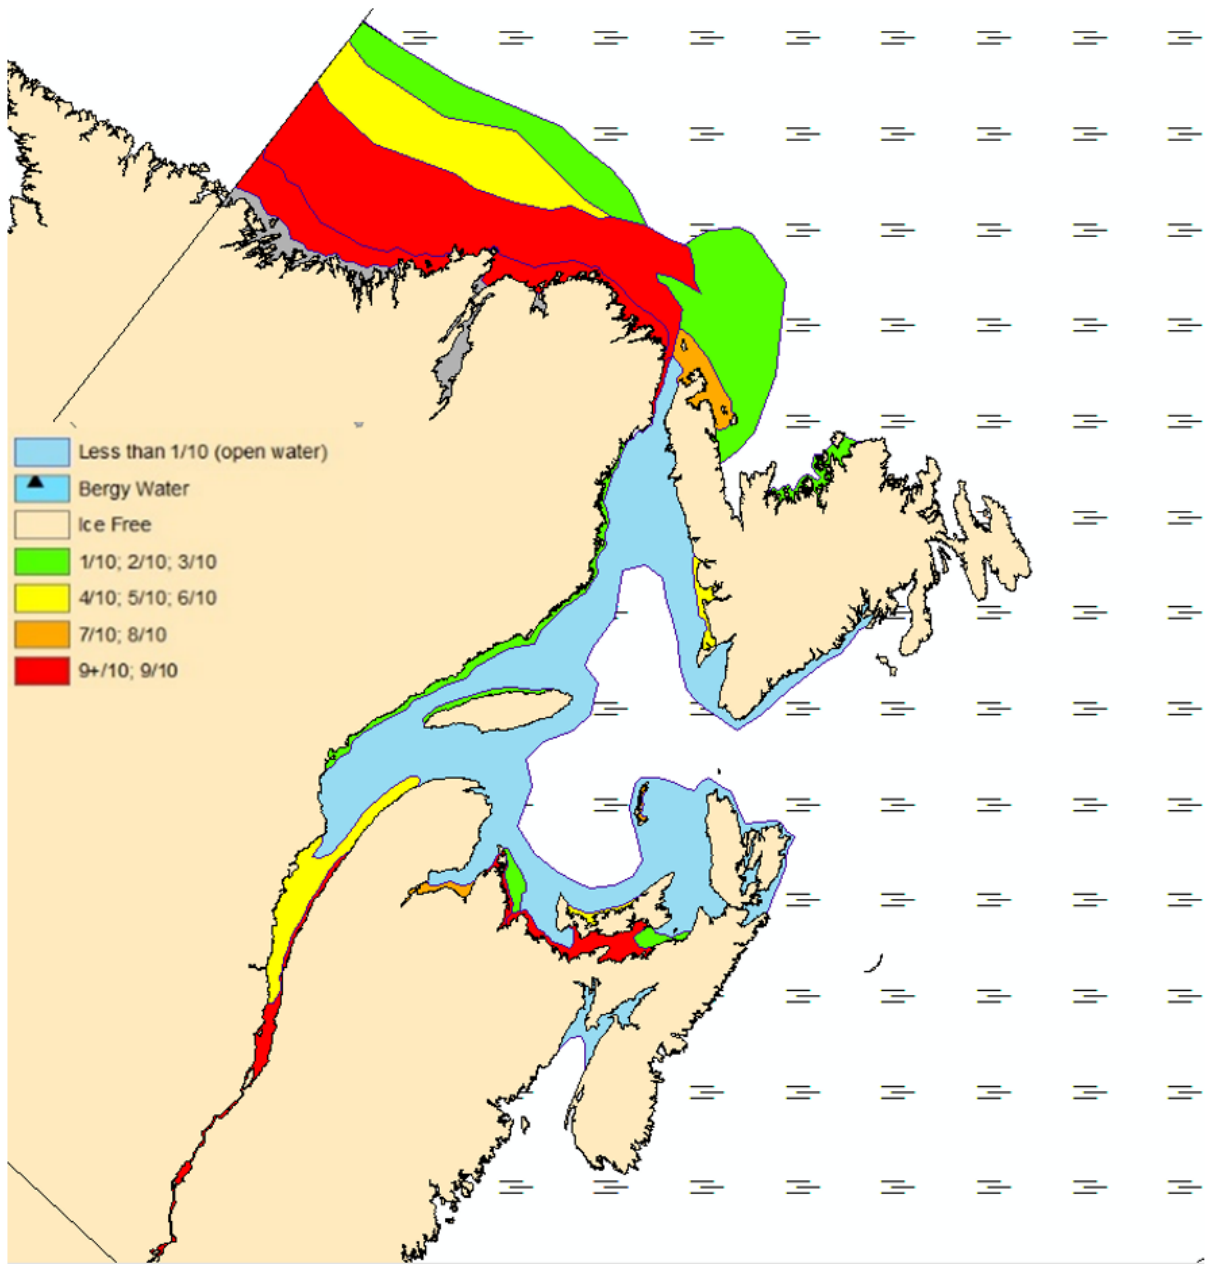 Less than 1/10 (open water)
Bergy Water
Ice Free
1/10; 2/10; 3/10
4/10; 5/10; 6/10
7/10; 8/10
9+/10; 9/10